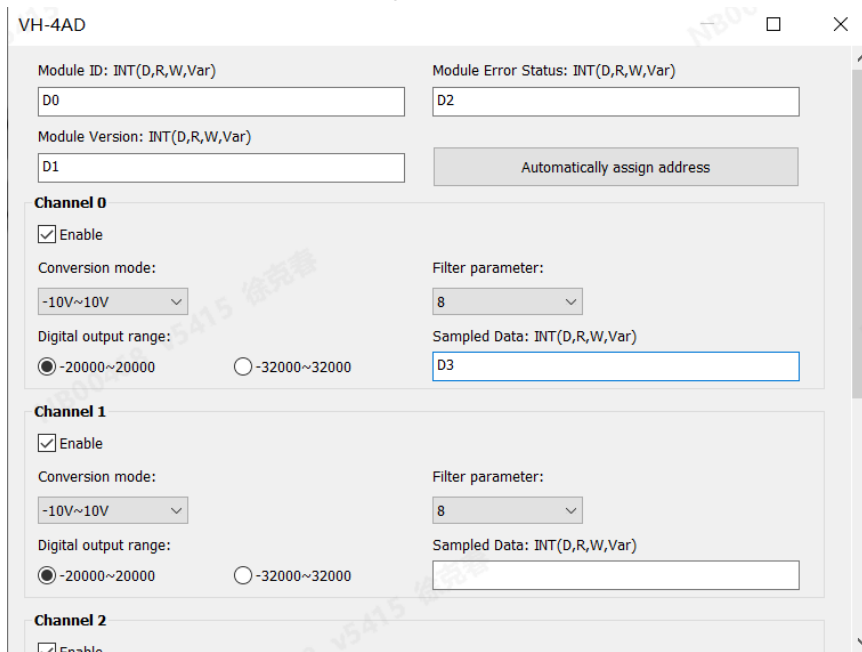 VH-4AD
Module ID: INT(D,R,W,Var)
Module Error Status: INT(D,R,W,Var)
D0
D2
Module Version: INT(D,R,W,Var)
D1
Automatically assign address
Channel 0
Enable
Conversion mode:
Filter parameter:
-10V~10V
8
Digital output range:
Sampled Data: INT(D,R,W,Var)
-20000~20000
-32000~32000
D3
Channel 1
Enable
Conversion mode:
Filter parameter:
-10V~10V
8
Digital output range:
Sampled Data: INT(D,R,W,Var)
-20000~20000
-32000~32000
Channel 2
Enable